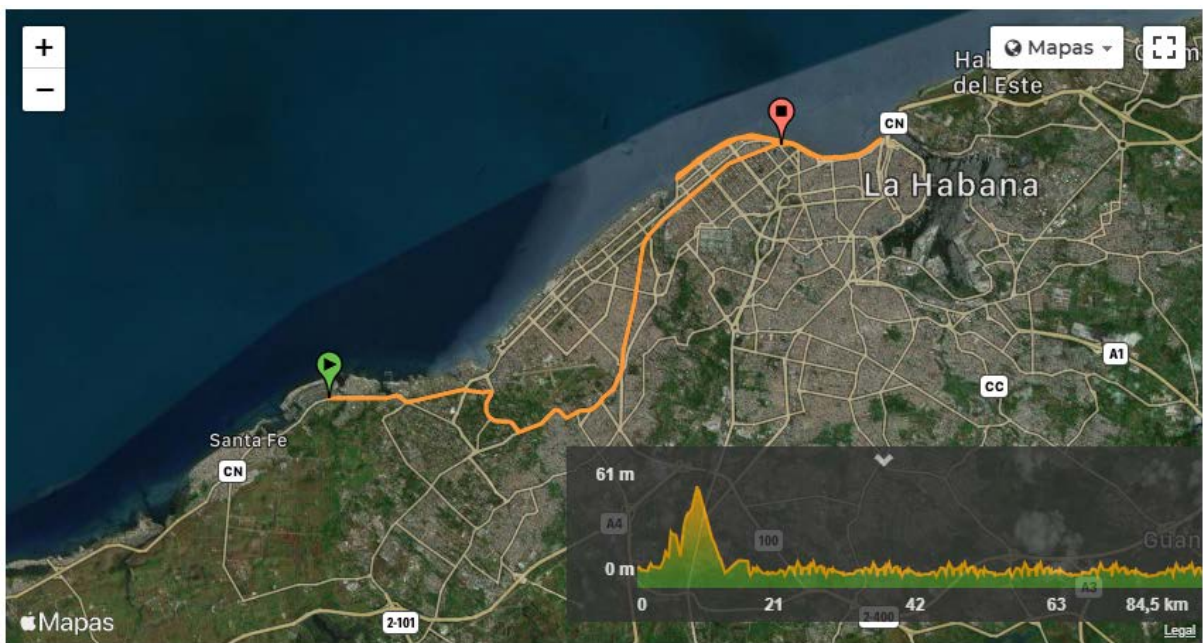 +
−
Mapas
Hab
del Este
CN
La Habana
A1
CC
Santa Fe
CN
61 m
A4
100
Guan
0 m
A3
0
21
42
63
84,5 km
2-400
2-101
Mapas
Legal